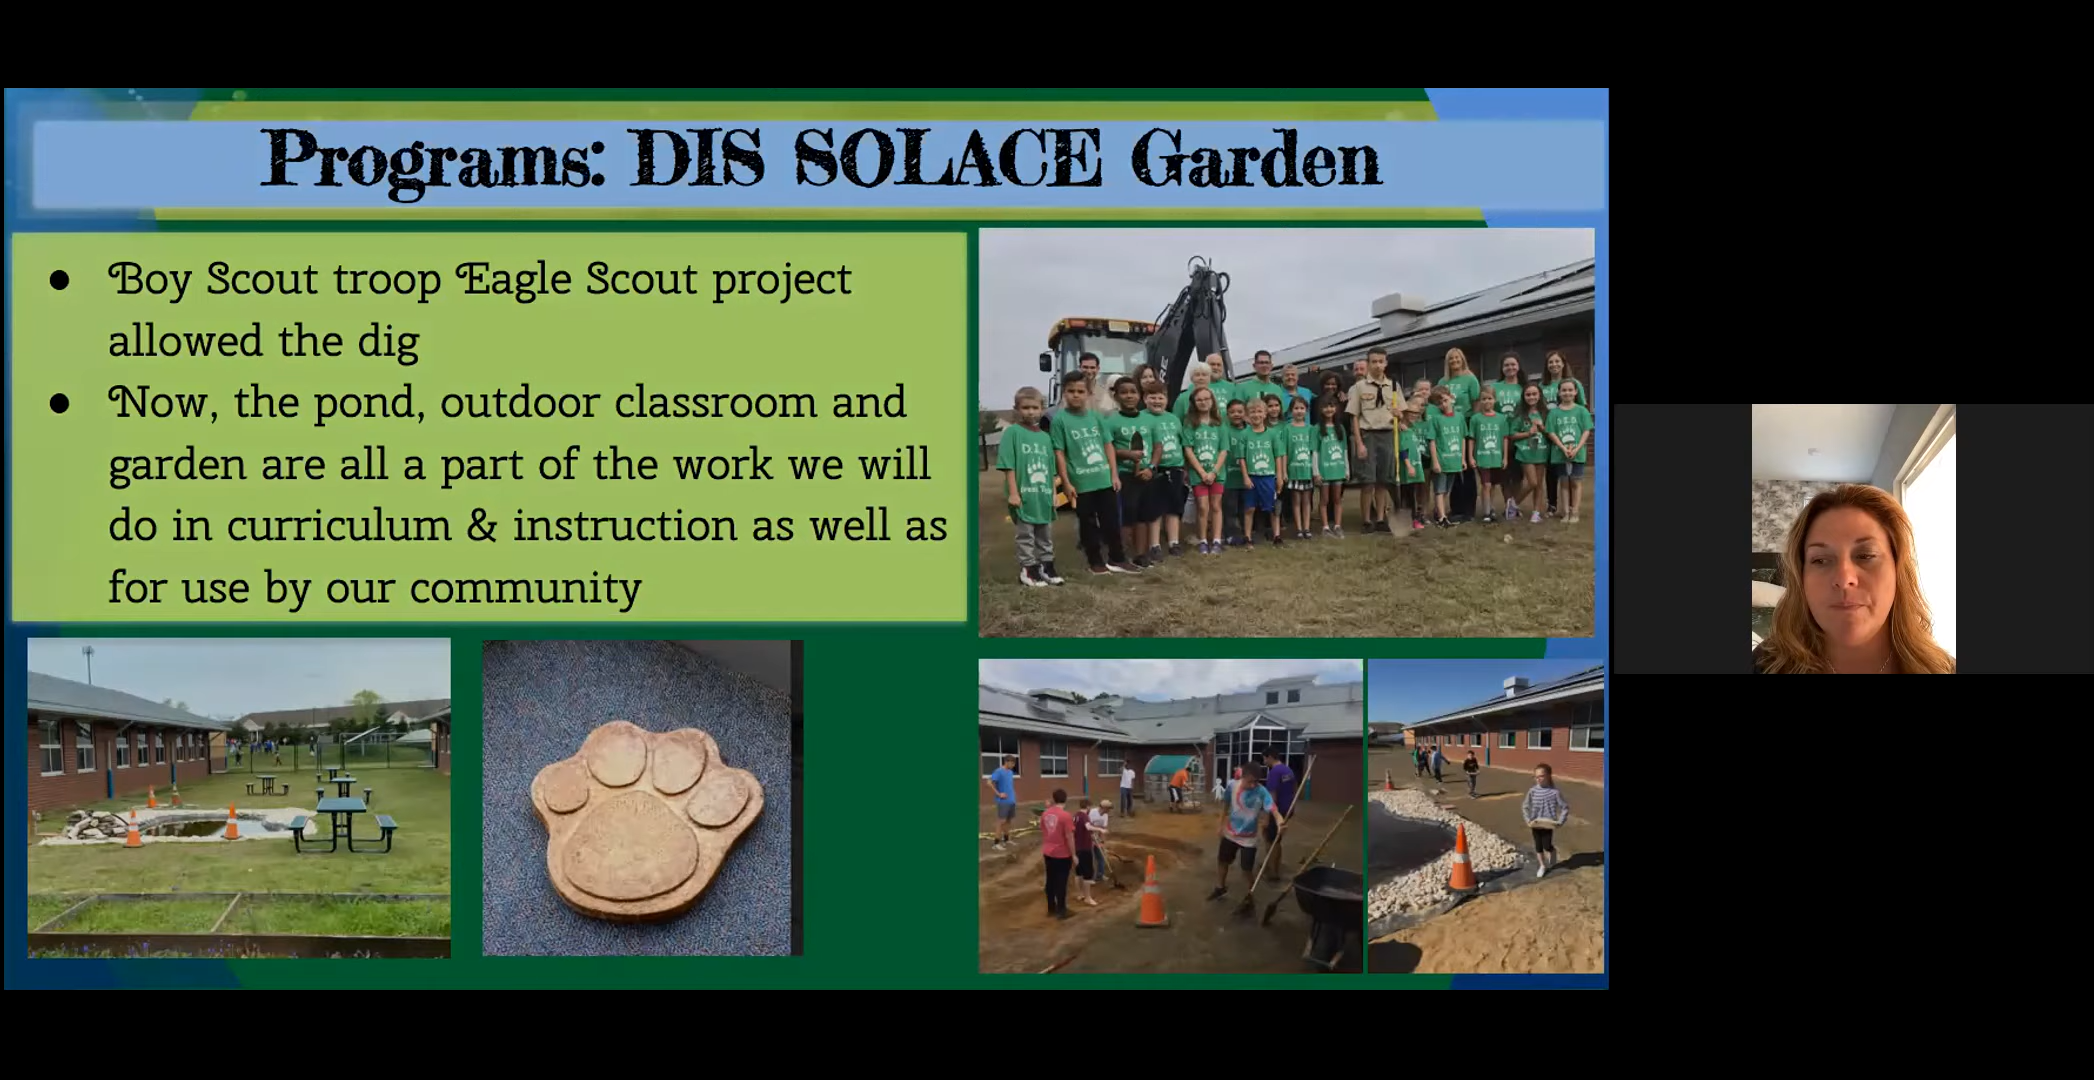 Programs: DIS SOLACE Garden
● Boy Scout troop Eagle Scout project
allowed the dig
● Now, the pond, outdoor classroom and
garden are all a part of the work we will
do in curriculum & instruction as well as
for use by our community
D.I.S.
Green Team